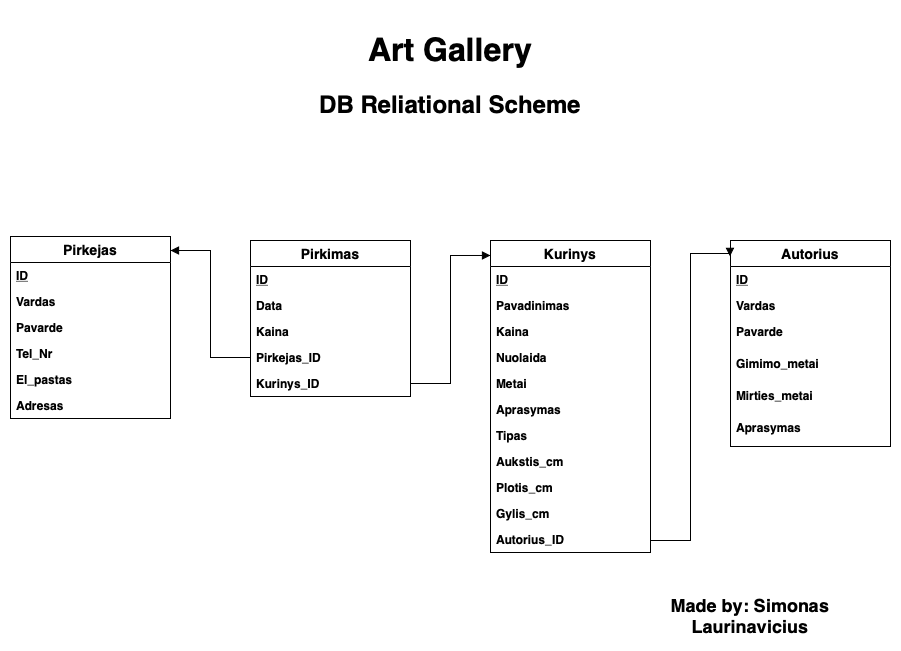 Art Gallery
DB Reliational Scheme
Pirkejas
ID
Vardas
Pavarde
Tel_Nr
El_pastas
Adresas
Pirkimas
ID
Data
Kaina
Pirkejas_ID
Kurinys_ID
Kurinys
ID
Pavadinimas
Kaina
Nuolaida
Metai
Aprasymas
Tipas
Aukstis_cm
Plotis_cm
Gylis_cm
Autorius_ID
Autorius
ID
Vardas
Pavarde
Gimimo_metai
Mirties_metai
Aprasymas
Made by: Simonas
Laurinavicius